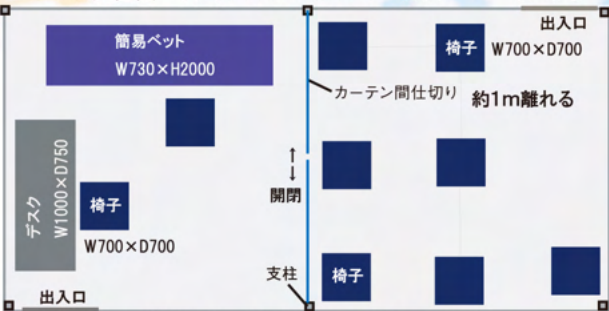 簡易ベット
W730×H2000
デスク
W1000×D750
椅子
W700×D700
出入口
カーテン間仕切り
↑
↓
開閉
支柱
椅子
W700×D700
出入口
約1m離れる
椅子